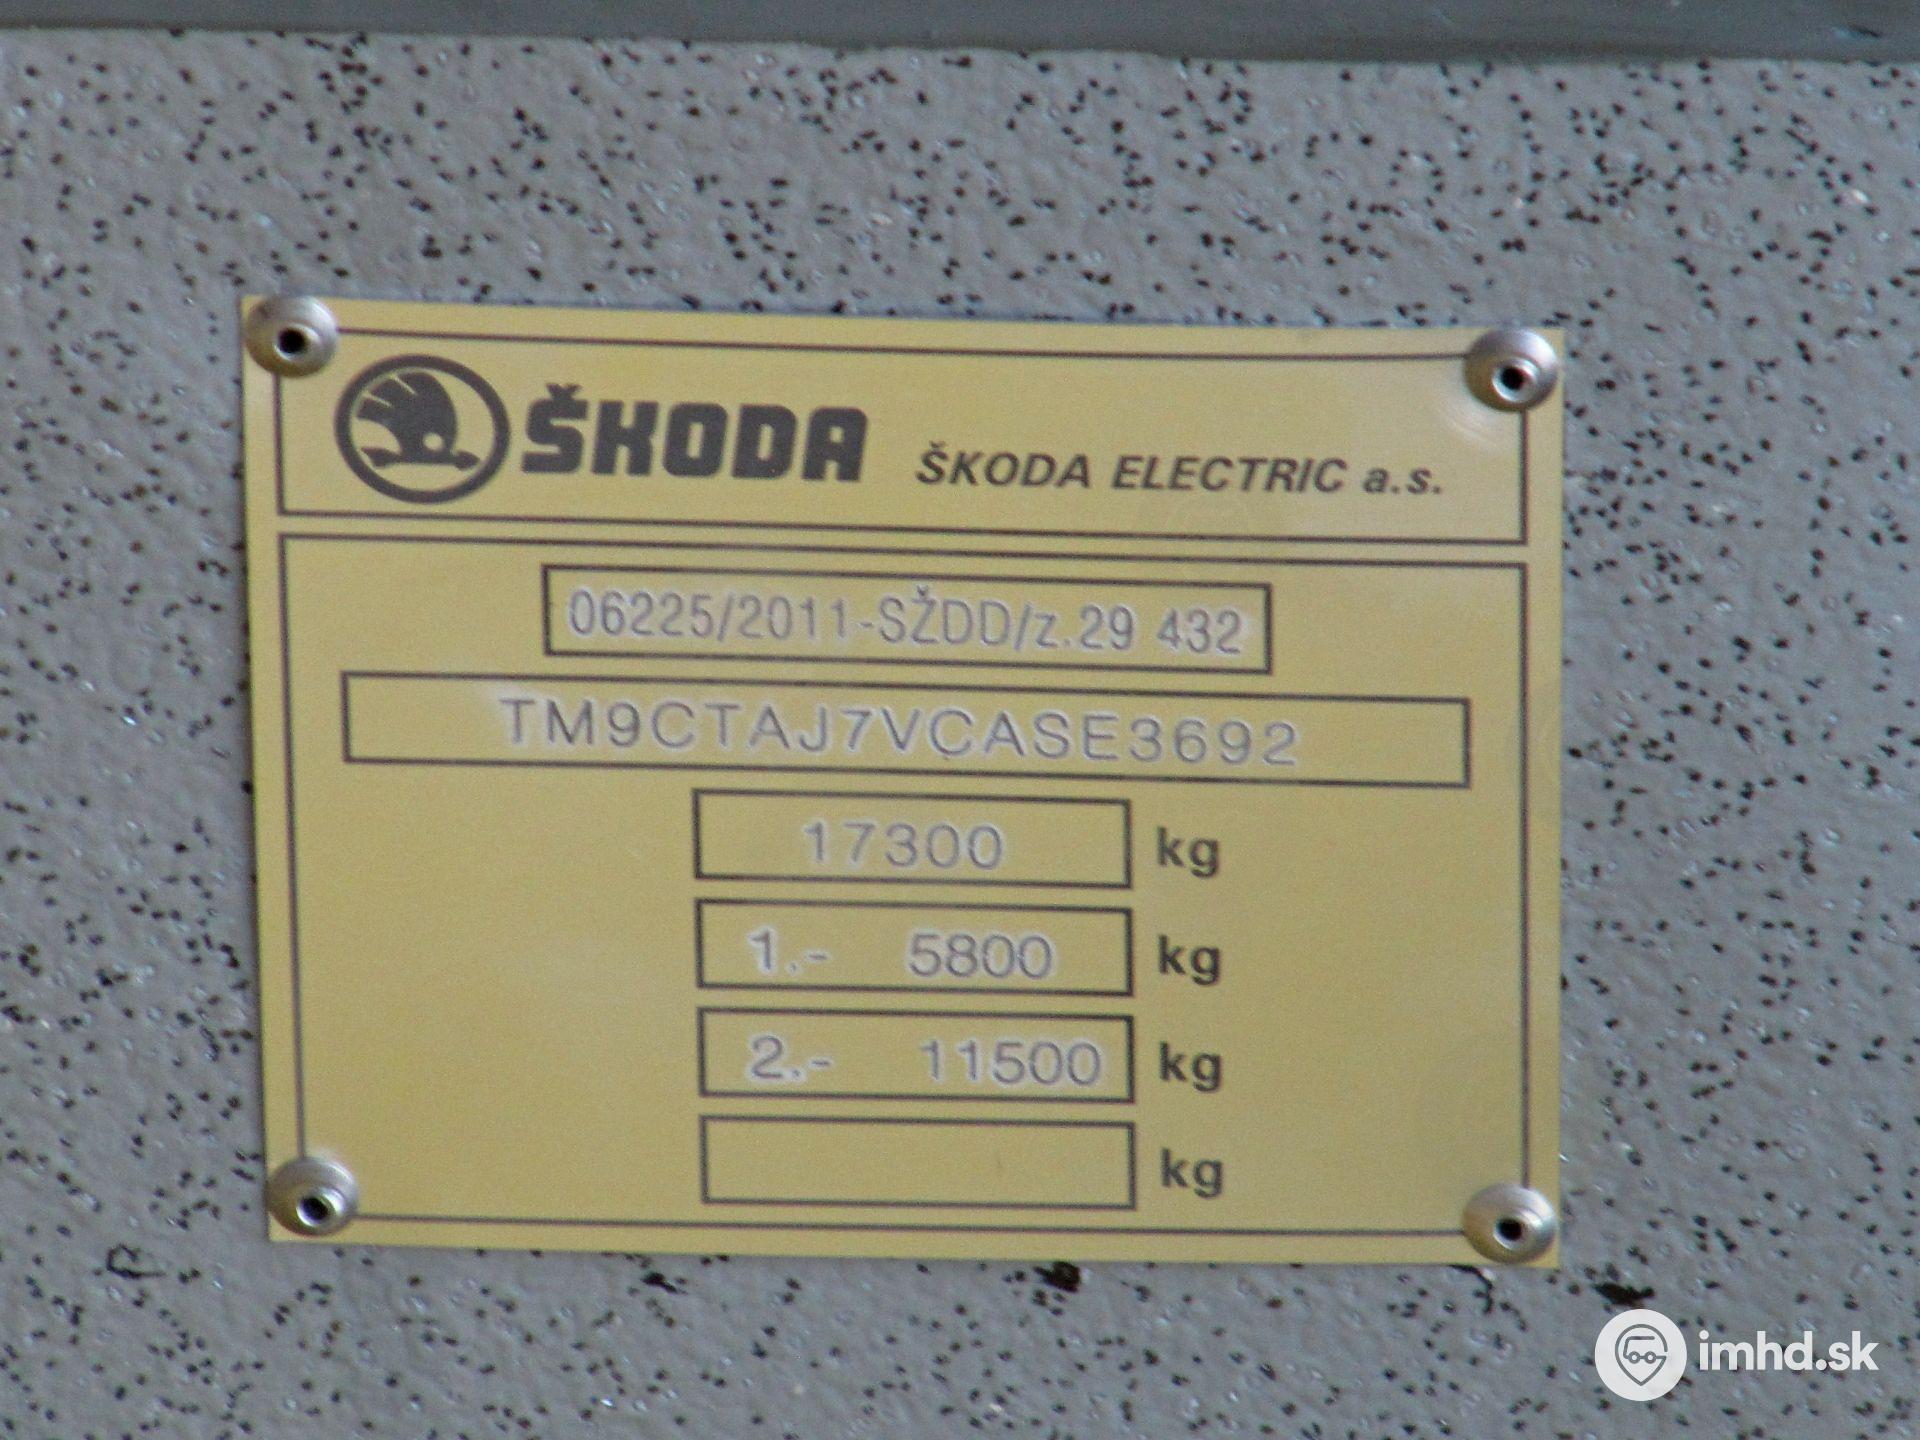 ŠKODA ŠKODA ELECTRIC a.s.
06225/2011-SŽDD/z.29 432
TM9CTAJ7VCASE3692
17300 kg
1.- 5800 kg
2.- 11500 kg
kg
imhd.sk